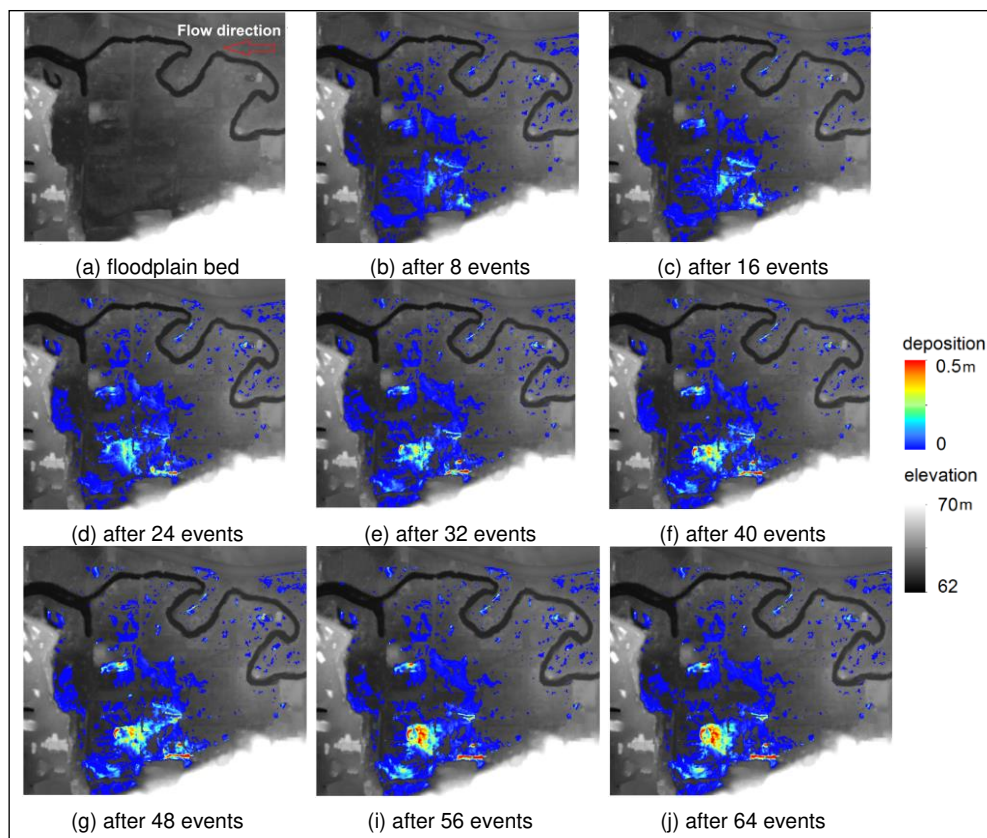 Flow direction
(a) floodplain bed
(b) after 8 events
(c) after 16 events
(d) after 24 events
(e) after 32 events
(f) after 40 events
deposition
0.5m
0
elevation
70m
62
(g) after 48 events
(i) after 56 events
(j) after 64 events